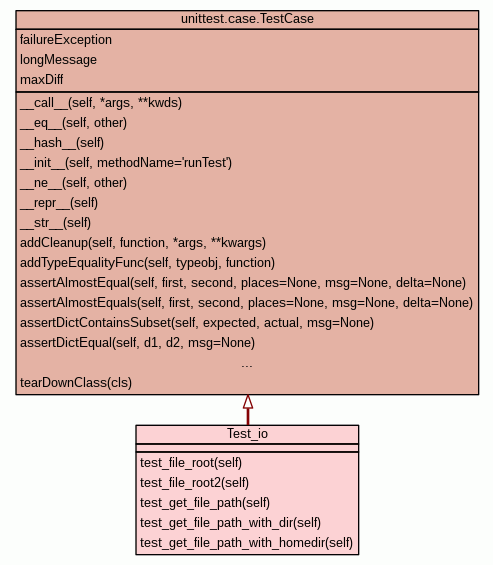 unittest.case.TestCase
failureException
longMessage
maxDiff
__call__(self, *args, **kwds)
__eq__(self, other)
__hash__(self)
__init__(self, methodName='runTest')
__ne__(self, other)
__repr__(self)
__str__(self)
addCleanup(self, function, *args, **kwargs)
addTypeEqualityFunc(self, typeobj, function)
assertAlmostEqual(self, first, second, places=None, msg=None, delta=None)
assertAlmostEquals(self, first, second, places=None, msg=None, delta=None)
assertDictContainsSubset(self, expected, actual, msg=None)
assertDictEqual(self, d1, d2, msg=None)
...
tearDownClass(cls)
Test_io
test_file_root(self)
test_file_root2(self)
test_get_file_path(self)
test_get_file_path_with_dir(self)
test_get_file_path_with_homedir(self)